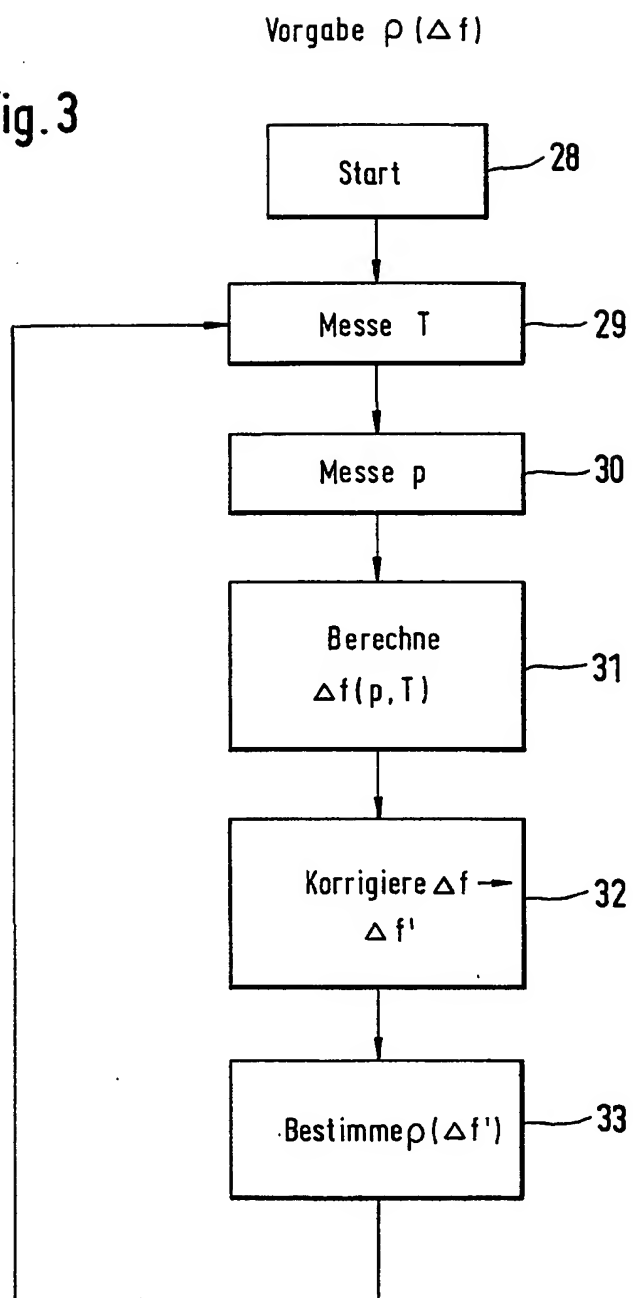 Vorgabe ρ (Δf)
ig. 3
Start
28
Messe T
29
Messe p
30
Berechne
Δf(p,T)
31
Korrigiere Δf →
Δf'
32
Bestimme ρ(Δf')
33